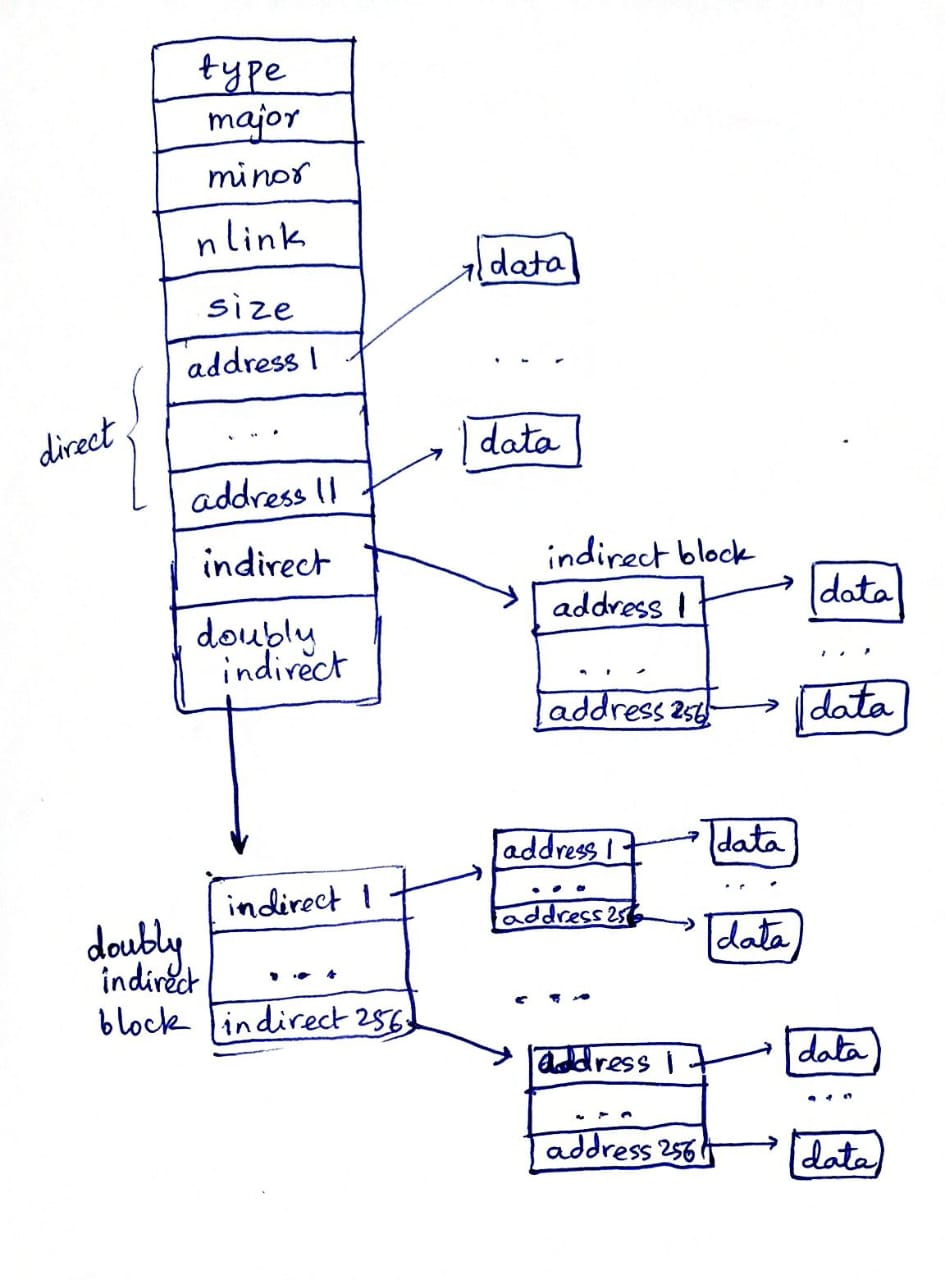 type
major
minor
nlink
size
address 1
. . .
address 11
indirect
doubly
indirect
direct
data
. . .
data
indirect block
address 1
. . .
address 256
data
. . .
data
doubly
indirect
block
indirect 1
. . .
indirect 256
address 1
. . .
address 256
data
. . .
data
. . .
address 1
. . .
address 256
data
. . .
data